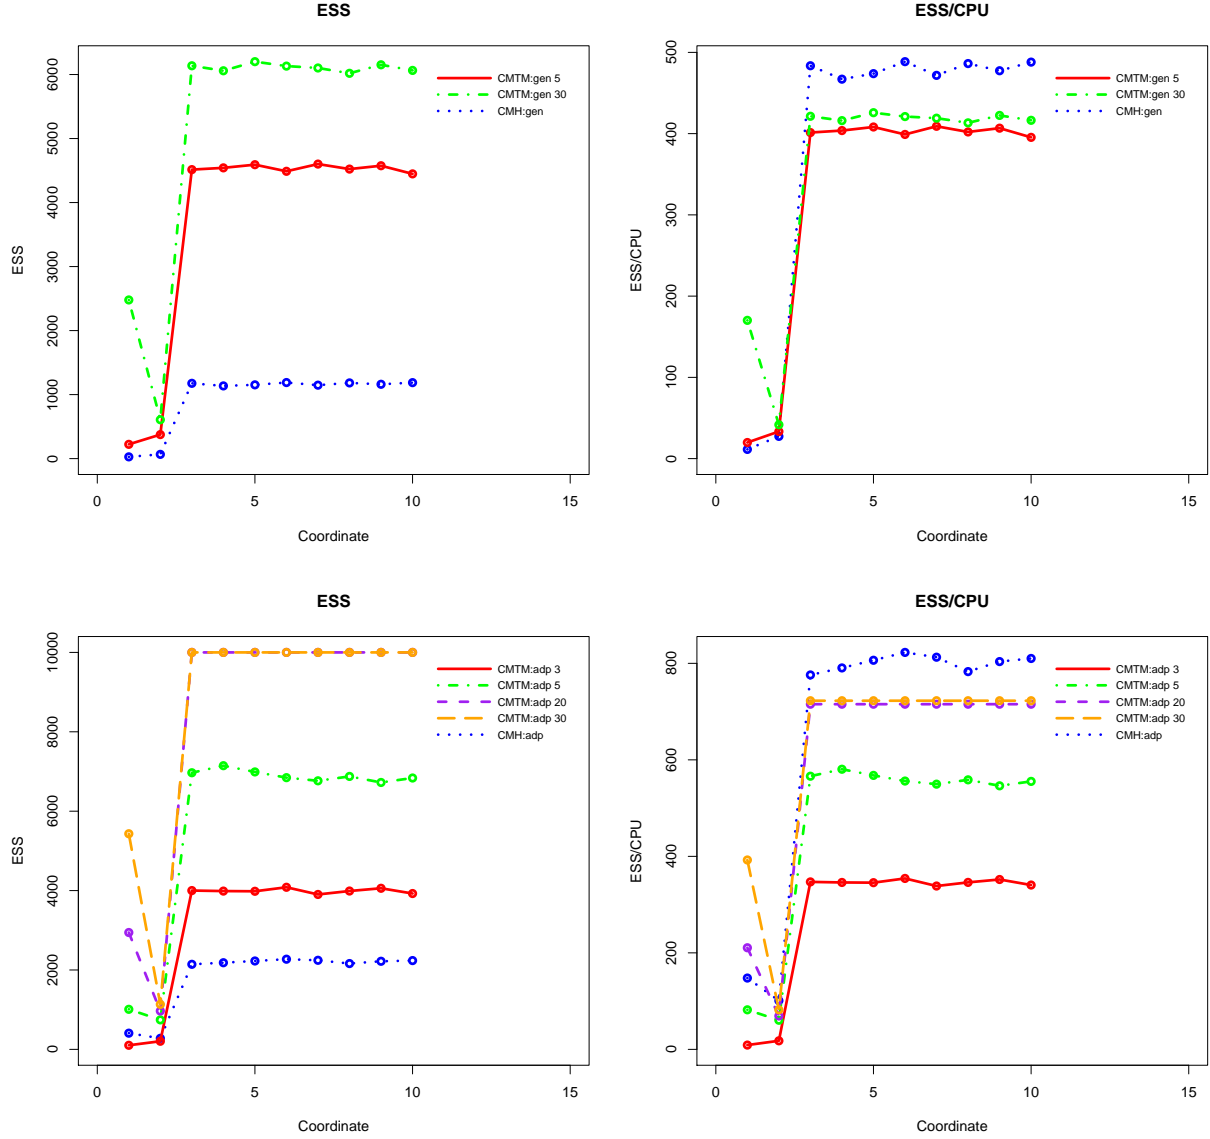 ESS
ESS
0 1000 2000 3000 4000 5000 6000
CMTM:gen 5
CMTM:gen 30
CMH:gen
0 5 10 15
Coordinate
ESS/CPU
ESS/CPU
0 100 200 300 400 500
CMTM:gen 5
CMTM:gen 30
CMH:gen
0 5 10 15
Coordinate
ESS
ESS
0 2000 4000 6000 8000 10000
CMTM:adp 3
CMTM:adp 5
CMTM:adp 20
CMTM:adp 30
CMH:adp
0 5 10 15
Coordinate
ESS/CPU
ESS/CPU
0 200 400 600 800
CMTM:adp 3
CMTM:adp 5
CMTM:adp 20
CMTM:adp 30
CMH:adp
0 5 10 15
Coordinate